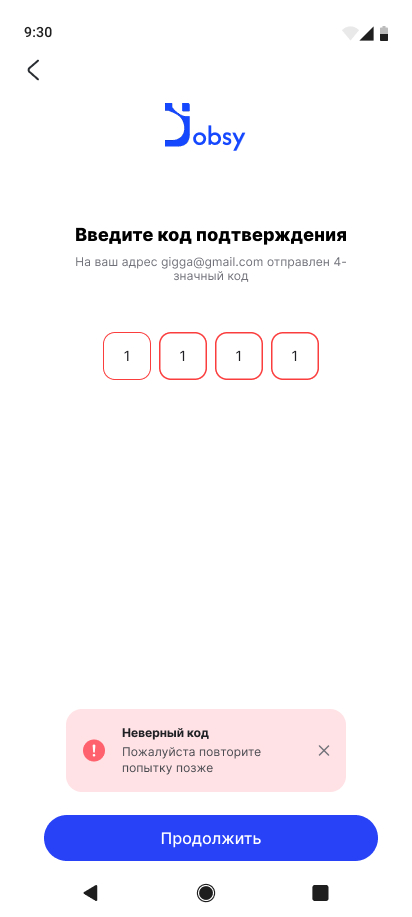 9:30
Jobsy
Введите код подтверждения
На ваш адрес gigga@gmail.com отправлен 4-
значный код
1 1 1 1
Неверный код
Пожалуйста повторите
попытку позже
Продолжить